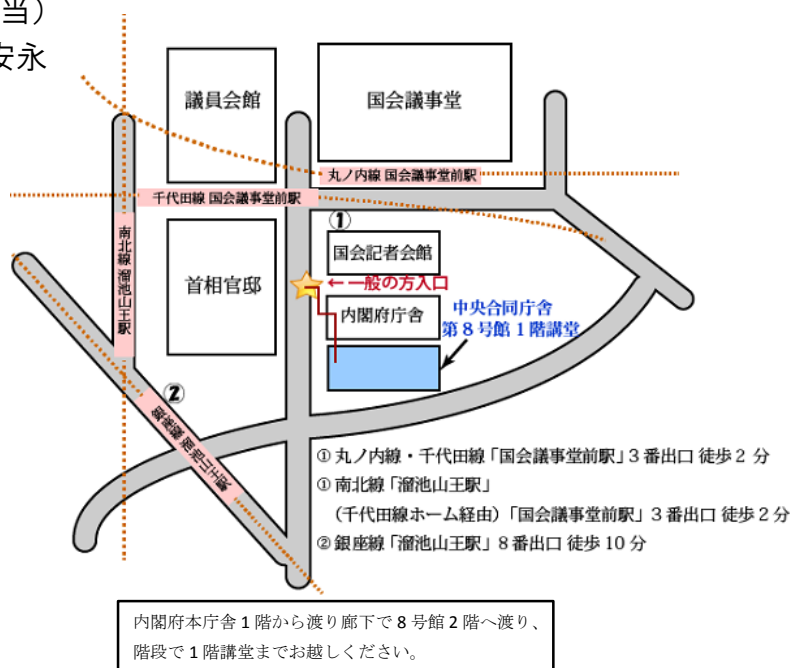 当）
安永
議員会館
国会議事堂
丸ノ内線 国会議事堂前駅
千代田線 国会議事堂前駅
①
南北線 溜池山王駅
国会記者会館
首相官邸
←一般の方入口
内閣府庁舎
中央合同庁舎
第８号館１階講堂
②
銀座線 溜池山王駅
① 丸ノ内線・千代田線「国会議事堂前駅」３番出口 徒歩２分
① 南北線「溜池山王駅」
（千代田線ホーム経由）「国会議事堂前駅」３番出口 徒歩２分
② 銀座線「溜池山王駅」８番出口 徒歩10分
内閣府本庁舎1階から渡り廊下で8号館2階へ渡り、
階段で1階講堂までお越しください。